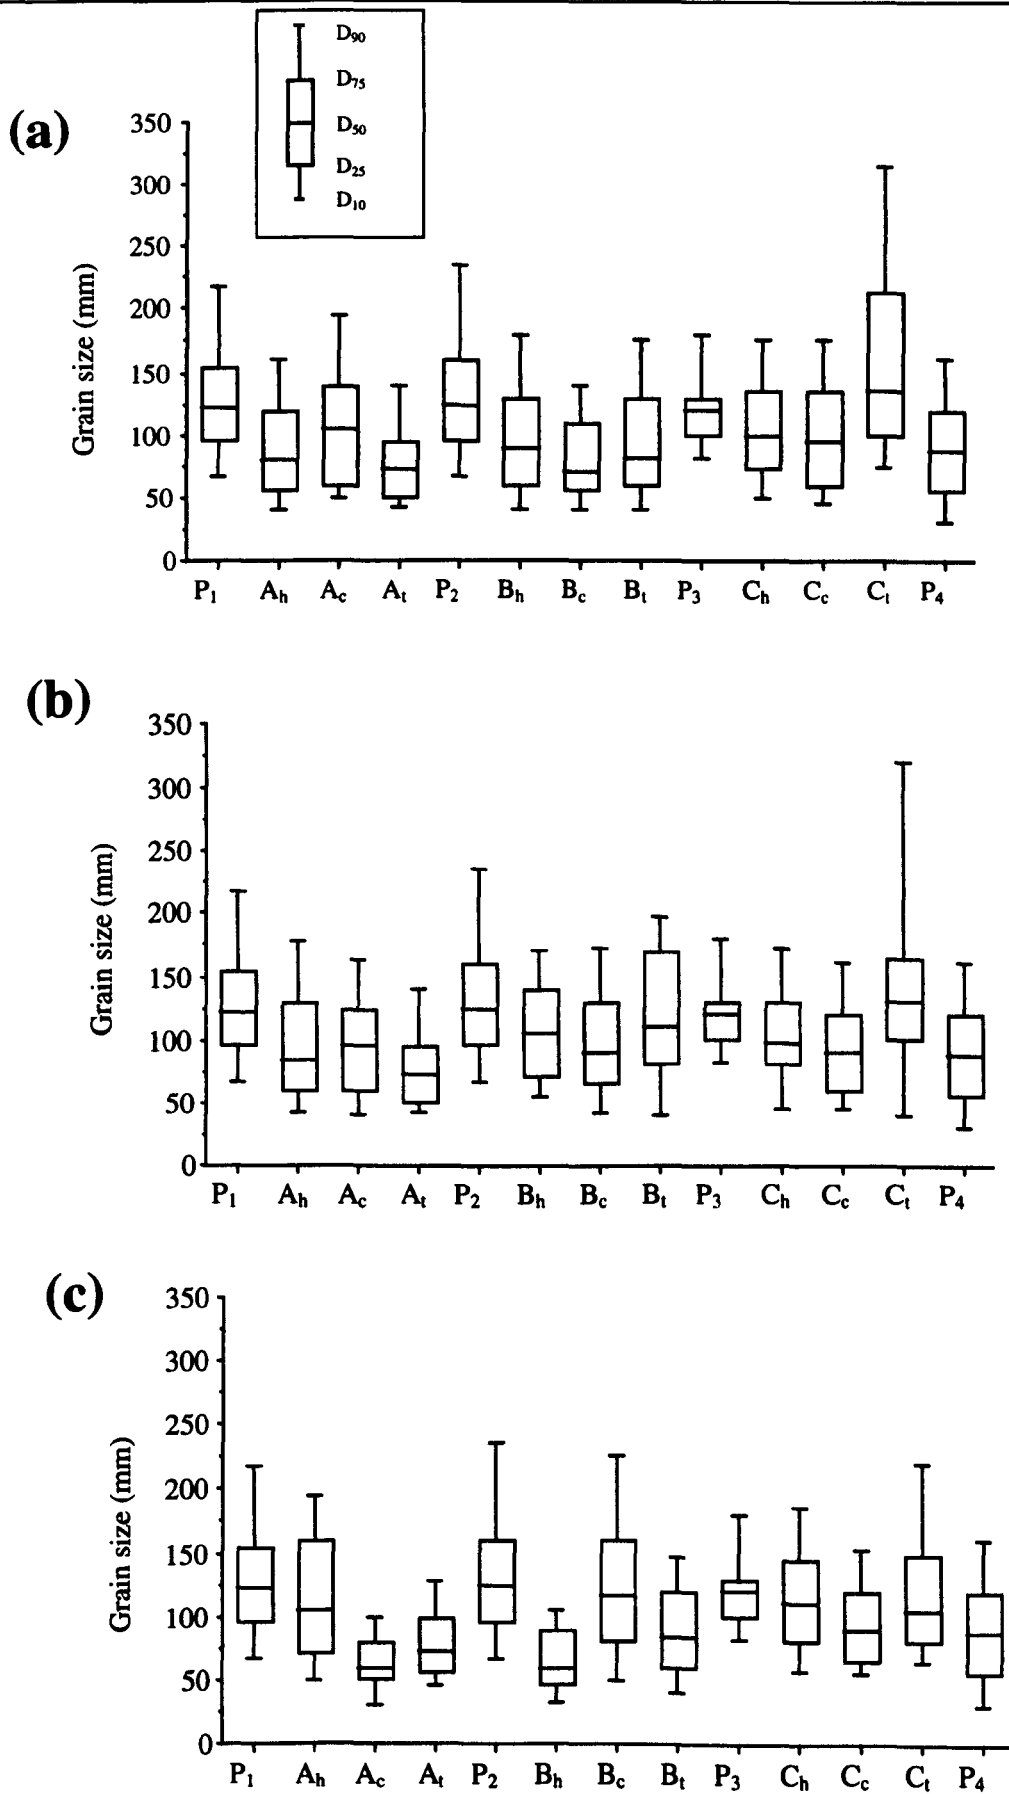 D90
D75
D50
D25
D10
(a)
350
300
250
200
150
100
50
0
Grain size (mm)
P1 Ah Ac At P2 Bh Bc Bt P3 Ch Cc Ct P4
(b)
350
300
250
200
150
100
50
0
Grain size (mm)
P1 Ah Ac At P2 Bh Bc Bt P3 Ch Cc Ct P4
(c)
350
300
250
200
150
100
50
0
Grain size (mm)
P1 Ah Ac At P2 Bh Bc Bt P3 Ch Cc Ct P4